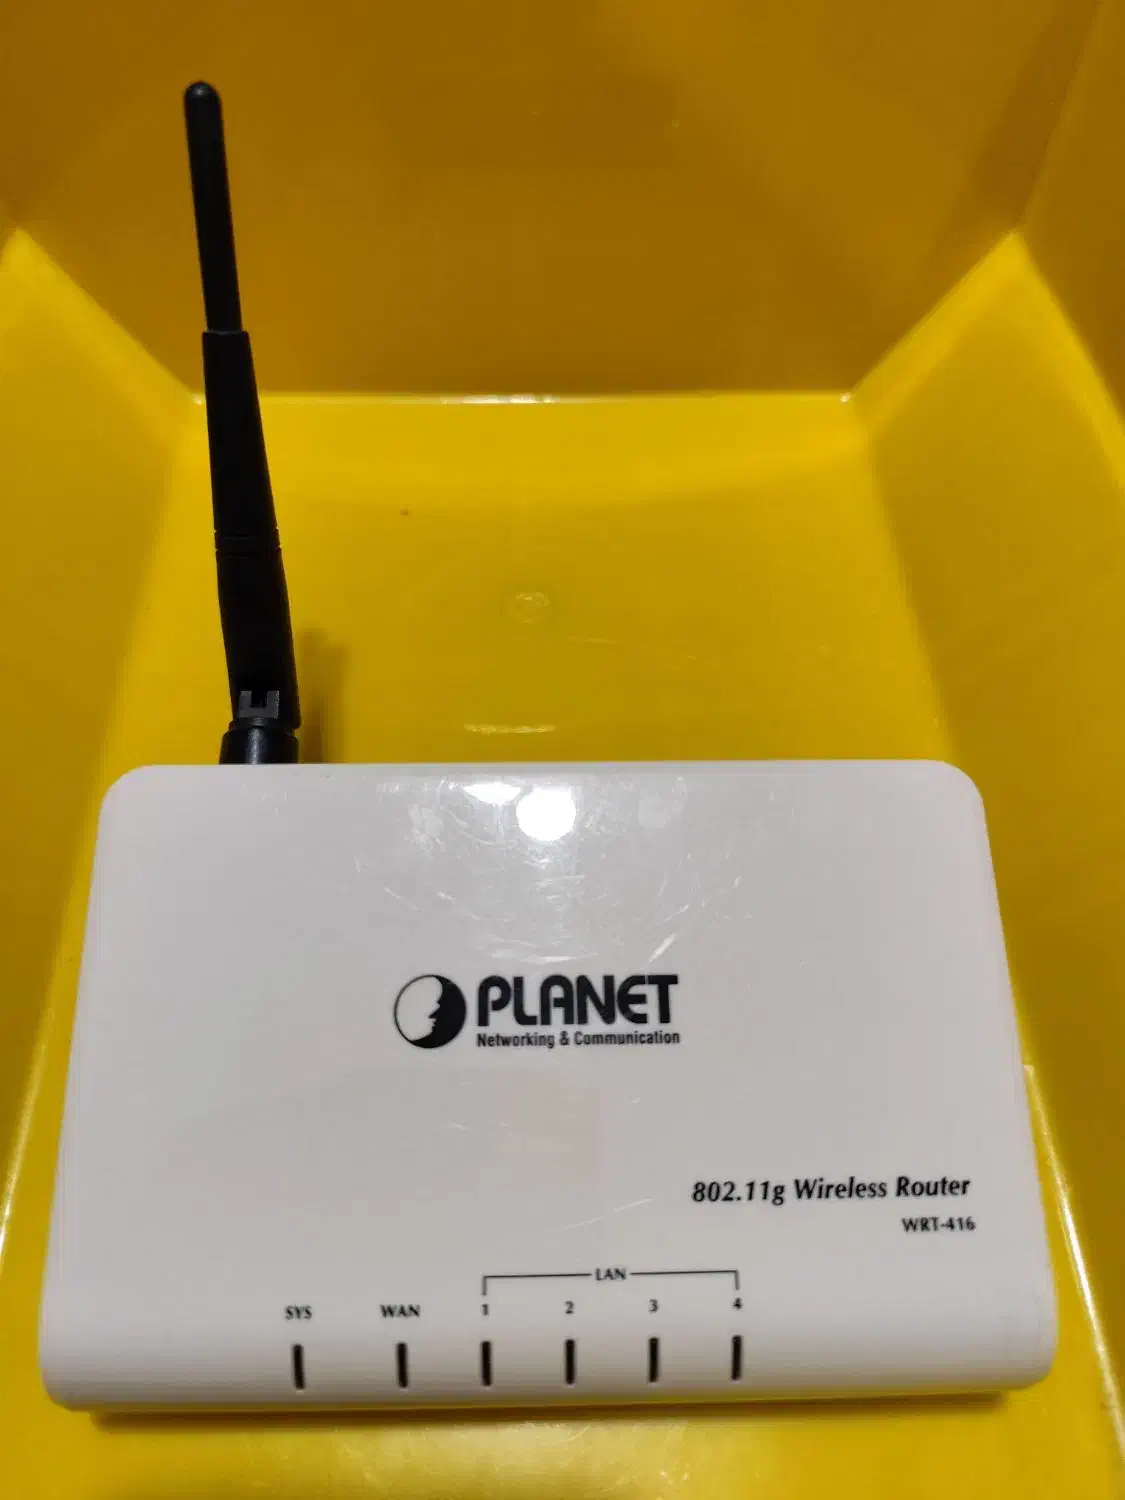 PLANET
Networking & Communication
802.11g Wireless Router
WRT-416
LAN
SYS WAN 1 2 3 4